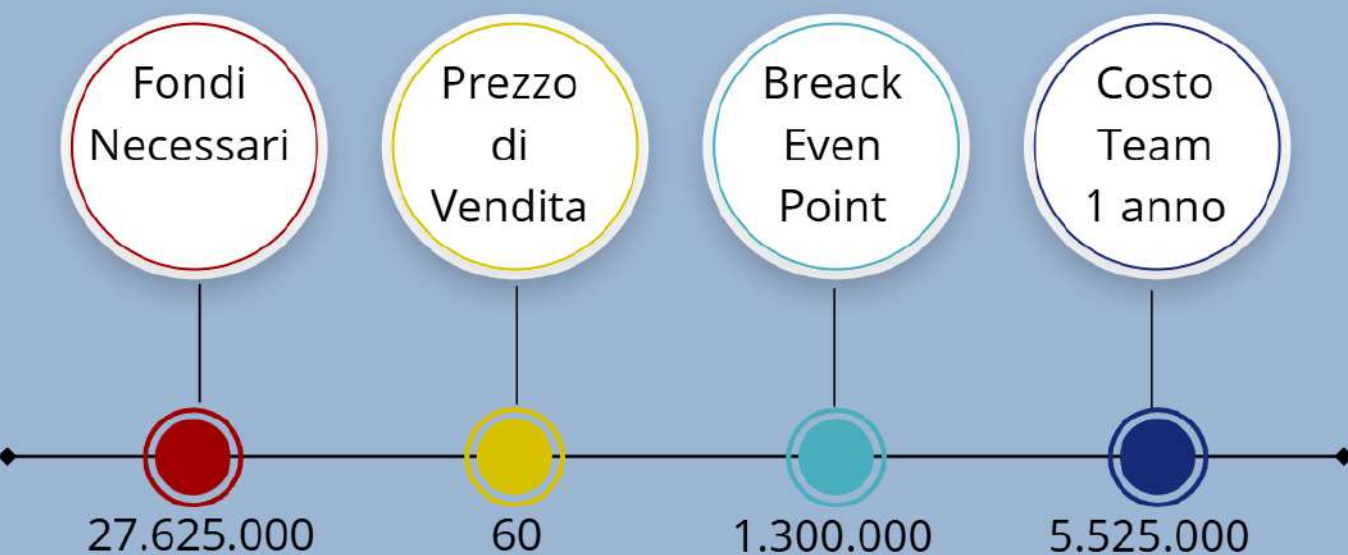 Fondi
Necessari
Prezzo
di
Vendita
Breack
Even
Point
Costo
Team
1 anno
27.625.000
60
1.300.000
5.525.000